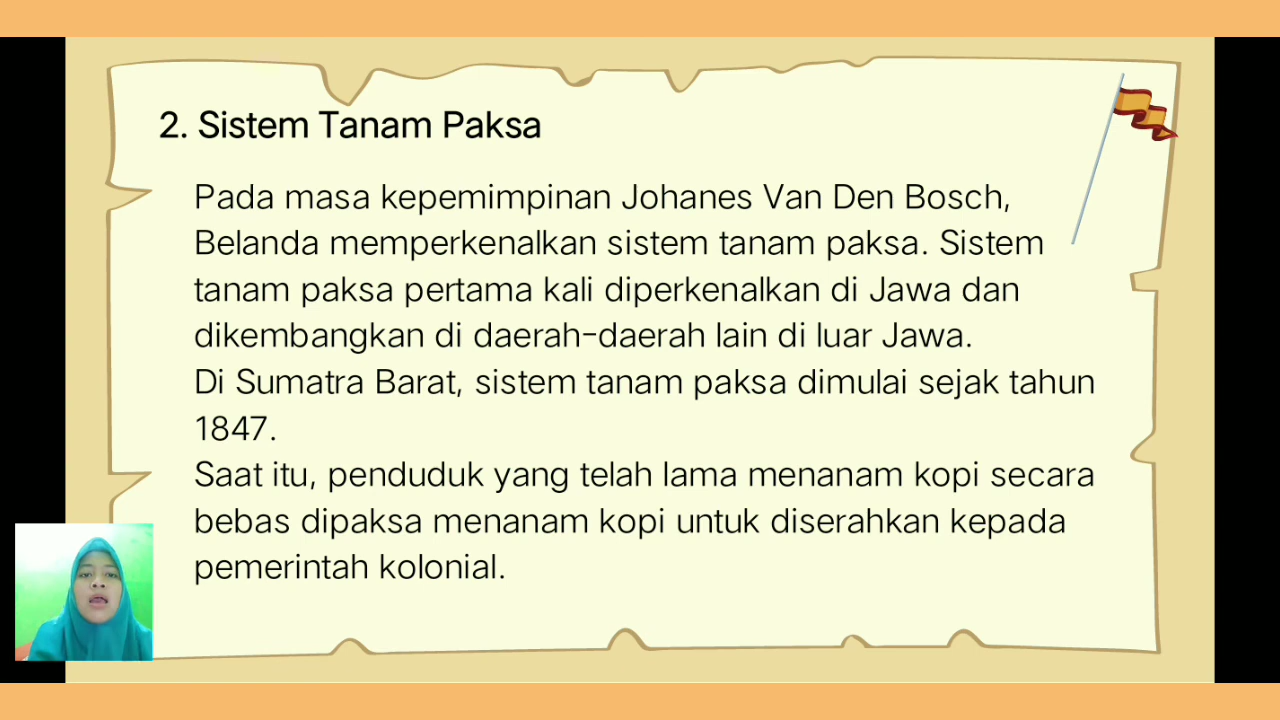 2. Sistem Tanam Paksa
Pada masa kepemimpinan Johanes Van Den Bosch,
Belanda memperkenalkan sistem tanam paksa. Sistem
tanam paksa pertama kali diperkenalkan di Jawa dan
dikembangkan di daerah-daerah lain di luar Jawa.
Di Sumatra Barat, sistem tanam paksa dimulai sejak tahun
1847.
Saat itu, penduduk yang telah lama menanam kopi secara
bebas dipaksa menanam kopi untuk diserahkan kepada
pemerintah kolonial.